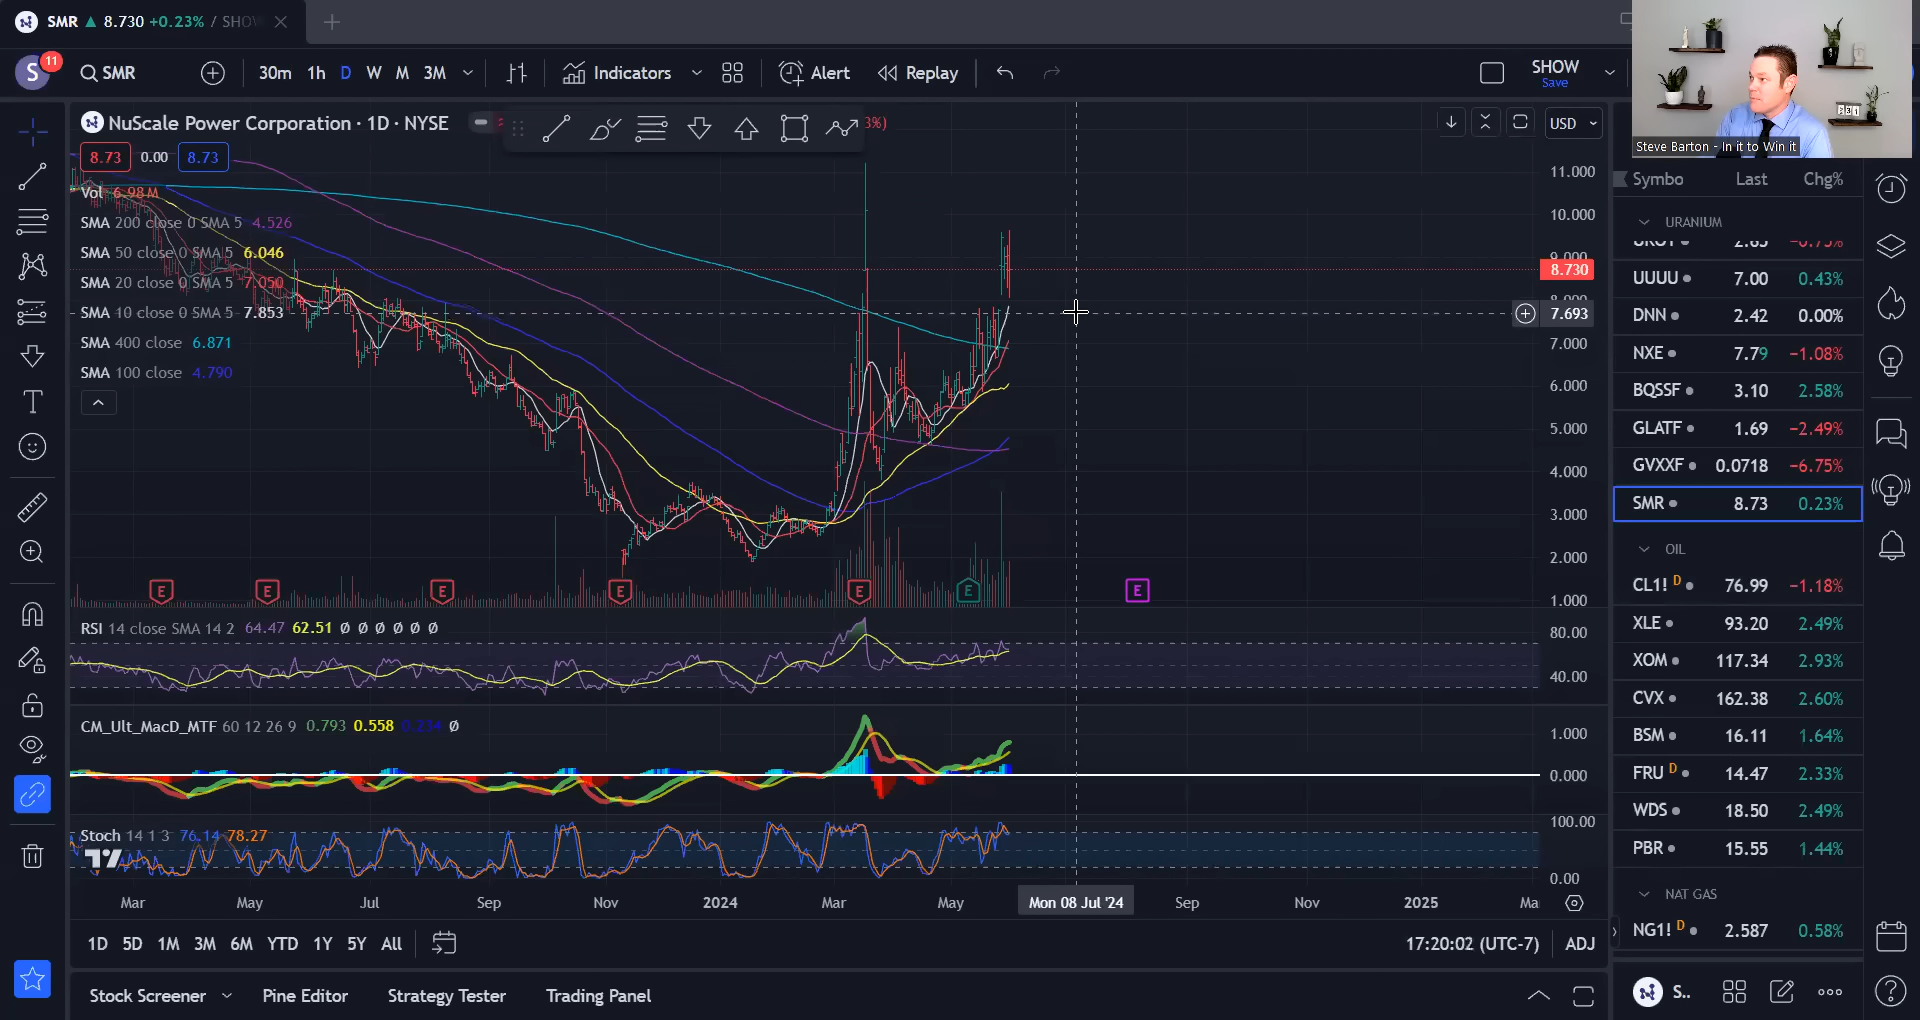 SMR ▲ 8.730 +0.23% / SHO
S 11 SMR 30m 1h D W M 3M Indicators Alert Replay SHOW Save
Steve Barton - In it to Win it
NuScale Power Corporation · 1D · NYSE 3%) USD
8.73 0.00 8.73
Vol 6.98M
SMA 200 close 0 SMA 5 4.526
SMA 50 close 0 SMA 5 6.046
SMA 20 close 0 SMA 5 7.050
SMA 10 close 0 SMA 5 7.853
SMA 400 close 6.871
SMA 100 close 4.790
11.000
10.000
9.000
8.730
8.000
7.693
7.000
6.000
5.000
4.000
3.000
2.000
1.000
E E E E E E E
RSI 14 close SMA 14 2 64.47 62.51 Ø Ø Ø Ø Ø Ø
80.00
40.00
CM_Ult_MacD_MTF 60 12 26 9 0.793 0.558 0.234 Ø
1.000
0.000
Stoch 14 1 3 76.14 78.27
100.00
0.00
Mar May Jul Sep Nov 2024 Mar May Mon 08 Jul '24 Sep Nov 2025 Ma
1D 5D 1M 3M 6M YTD 1Y 5Y All 17:20:02 (UTC-7) ADJ
Stock Screener Pine Editor Strategy Tester Trading Panel
Symbo Last Chg%
URANIUM
UUUU 7.00 0.43%
DNN 2.42 0.00%
NXE 7.79 −1.08%
BQSSF 3.10 2.58%
GLATF 1.69 −2.49%
GVXXF 0.0718 −6.75%
SMR 8.73 0.23%
OIL
CL1! D 76.99 −1.18%
XLE 93.20 2.49%
XOM 117.34 2.93%
CVX 162.38 2.60%
BSM 16.11 1.64%
FRU D 14.47 2.33%
WDS 18.50 2.49%
PBR 15.55 1.44%
NAT GAS
NG1! D 2.587 0.58%
S..